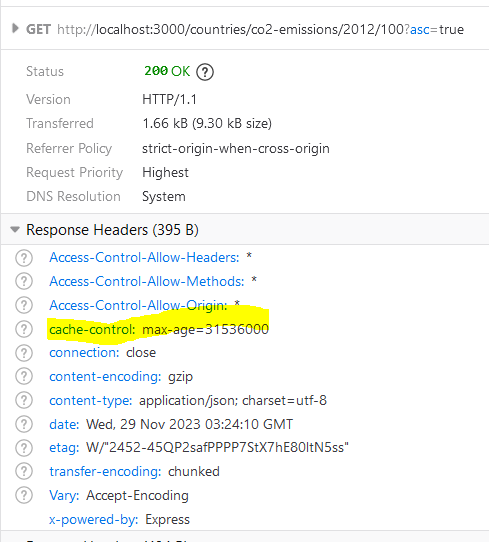 GET http://localhost:3000/countries/co2-emissions/2012/100?asc=true
Status 200 OK ?
Version HTTP/1.1
Transferred 1.66 kB (9.30 kB size)
Referrer Policy strict-origin-when-cross-origin
Request Priority Highest
DNS Resolution System
Response Headers (395 B)
? Access-Control-Allow-Headers: *
? Access-Control-Allow-Methods: *
? Access-Control-Allow-Origin: *
? cache-control: max-age=31536000
? connection: close
? content-encoding: gzip
? content-type: application/json; charset=utf-8
? date: Wed, 29 Nov 2023 03:24:10 GMT
? etag: W/"2452-45QP2safPPPP7StX7hE80ltN5ss"
? transfer-encoding: chunked
? Vary: Accept-Encoding
x-powered-by: Express